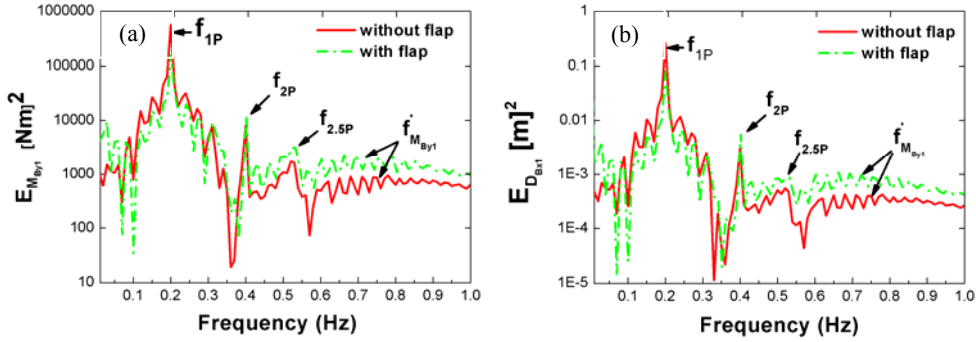 (a)
f1P
without flap
with flap
f2P
f2.5P
f'MBy1
EMBy1 [Nm]2
1000000
100000
10000
1000
100
10
0.1 0.2 0.3 0.4 0.5 0.6 0.7 0.8 0.9 1.0
Frequency (Hz)
(b)
f1P
without flap
with flap
f2P
f2.5P
f'MBy1
EDBx1 [m]2
1
0.1
0.01
1E-3
1E-4
1E-5
0.1 0.2 0.3 0.4 0.5 0.6 0.7 0.8 0.9 1.0
Frequency (Hz)